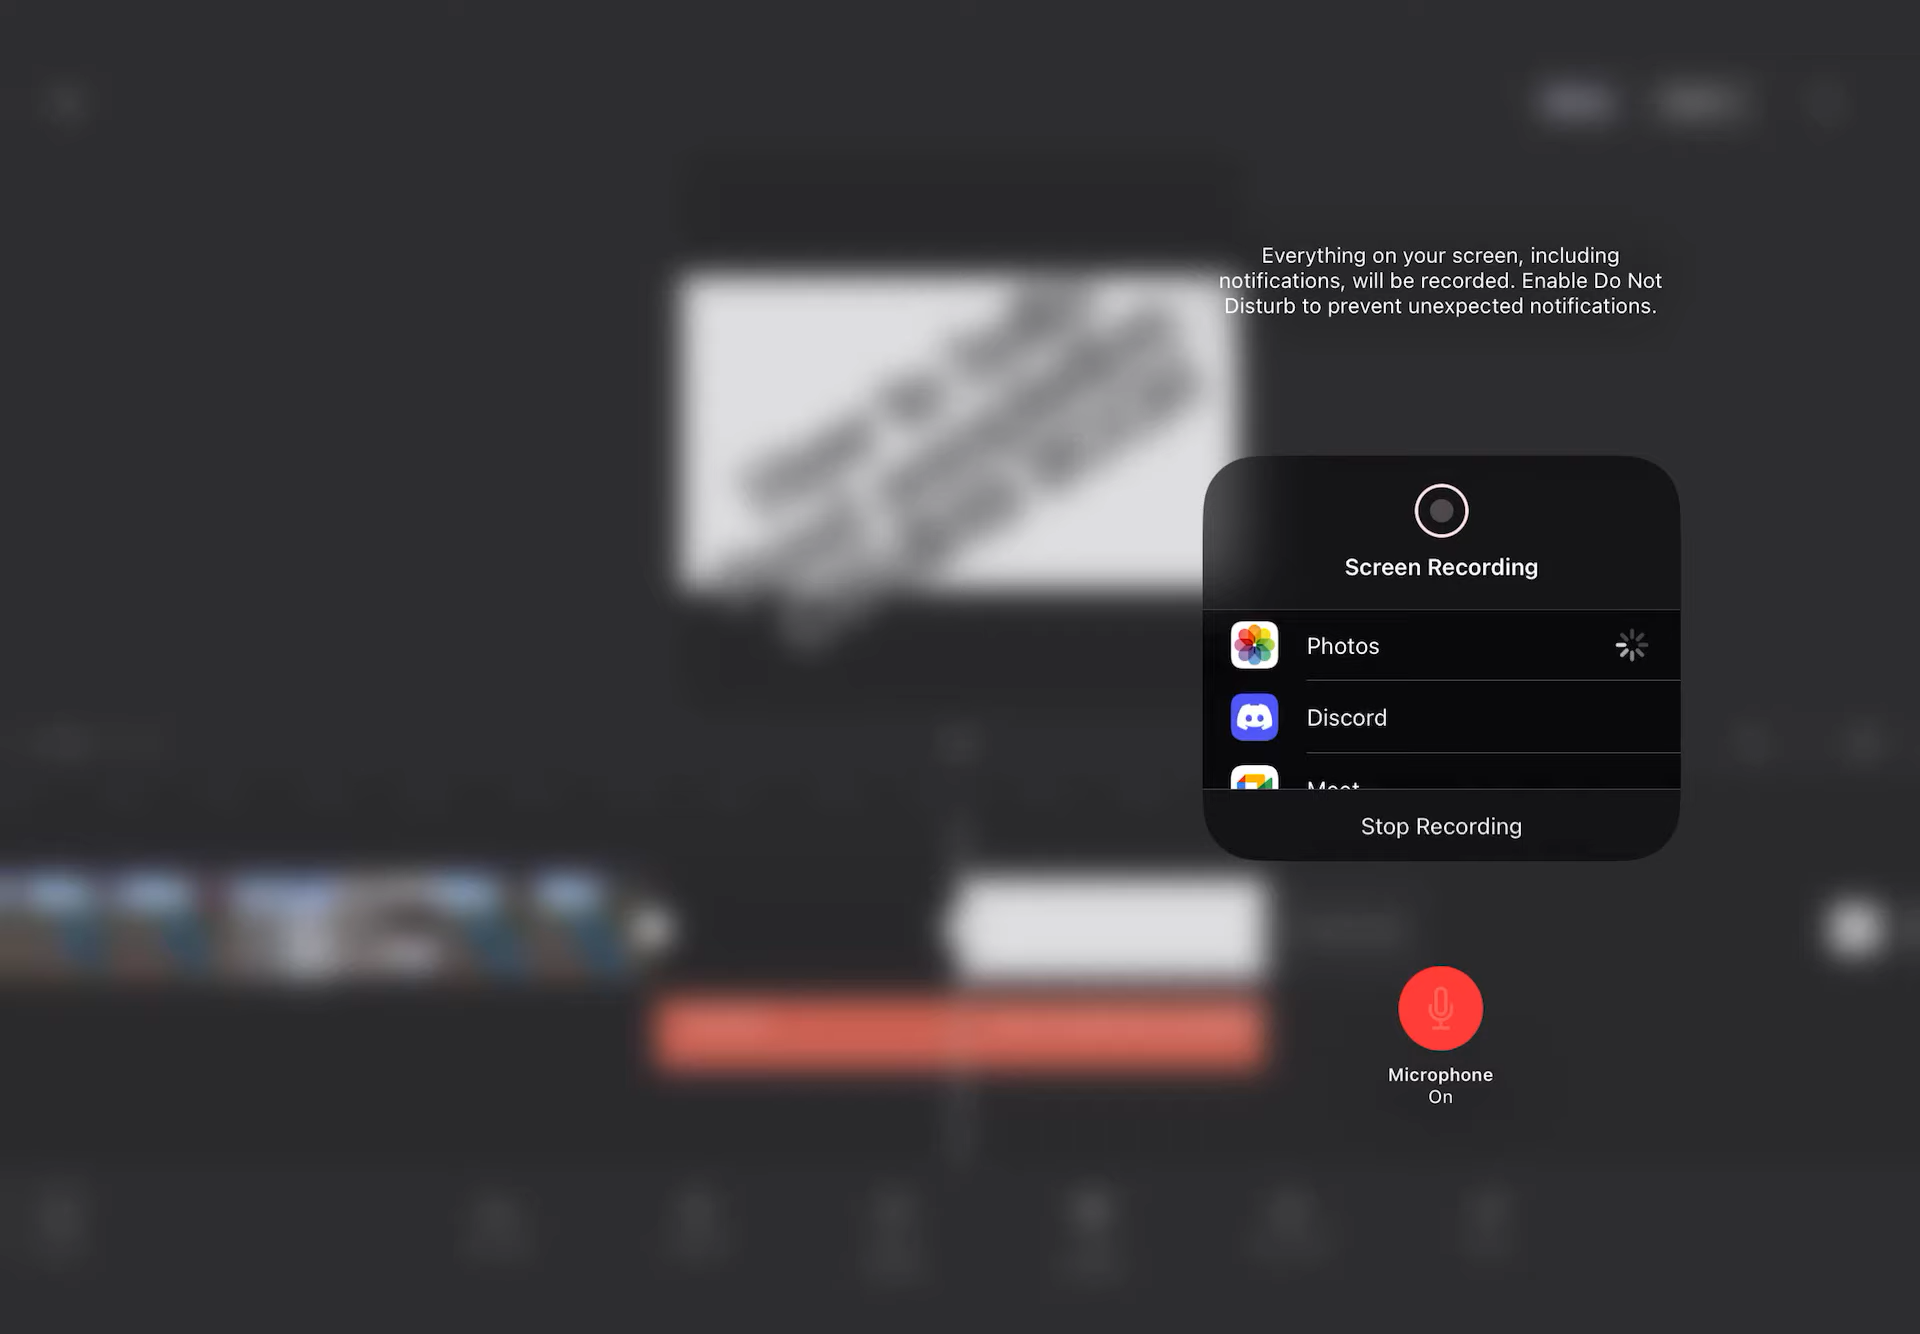 Everything on your screen, including
notifications, will be recorded. Enable Do Not
Disturb to prevent unexpected notifications.
Screen Recording
Photos
Discord
Meet
Stop Recording
Microphone
On